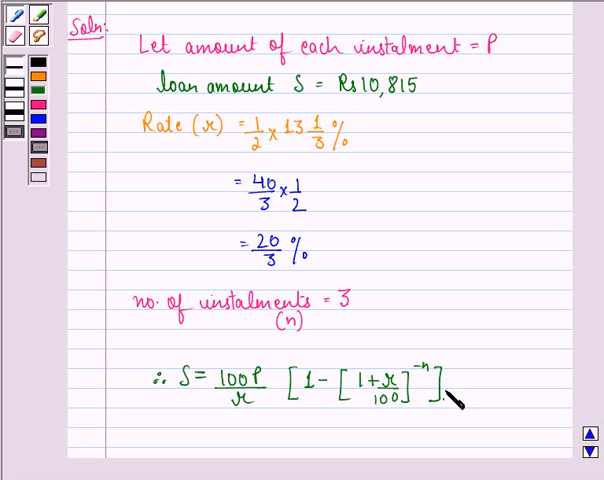 Soln:
Let amount of each instalment = P
loan amount S = Rs 10,815
Rate (r) = 1/2 × 13 1/3 %
= 40/3 × 1/2
= 20/3 %
no. of instalments = 3
(n)
∴ S = 100P/r [1 - [1 + r/100]^-n].